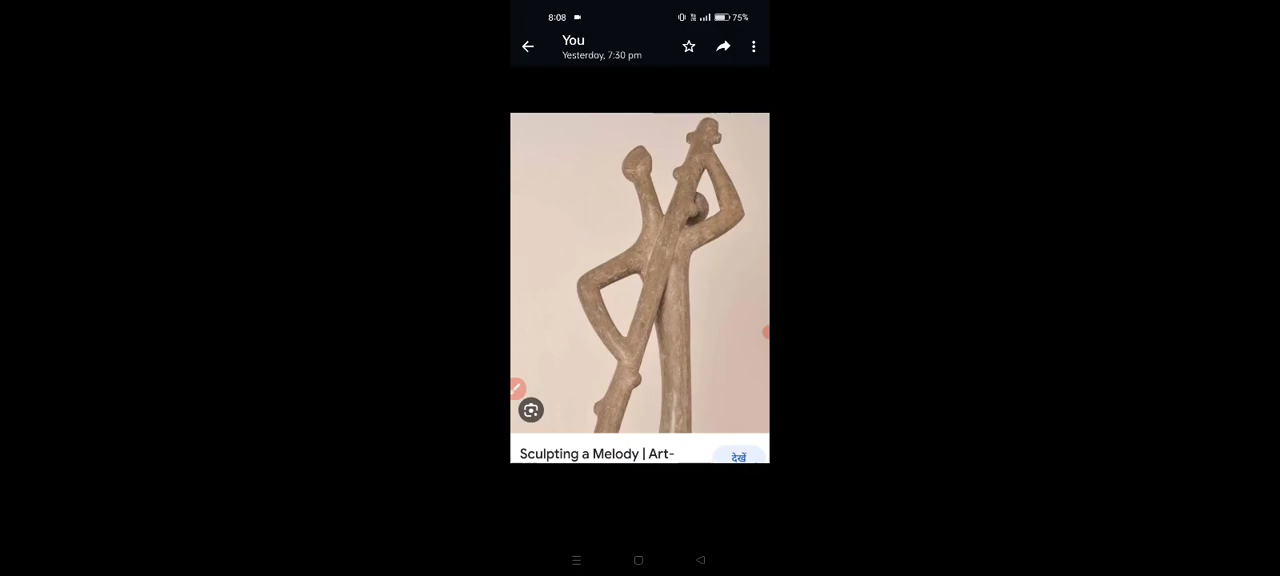 8:08 75%
You
Yesterday, 7:30 pm
Sculpting a Melody | Art-
देखें